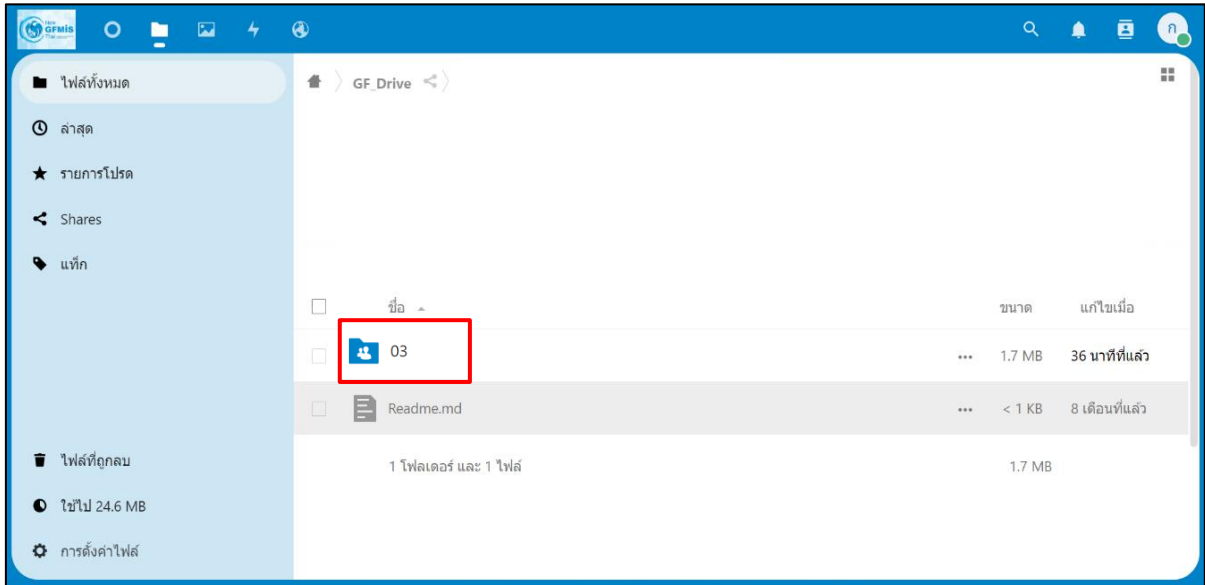 New
GFMIS
Thai
ก
ไฟล์ทั้งหมด
GF_Drive
ล่าสุด
รายการโปรด
Shares
แท็ก
ชื่อ ขนาด แก้ไขเมื่อ
03 ... 1.7 MB 36 นาทีที่แล้ว
Readme.md ... < 1 KB 8 เดือนที่แล้ว
ไฟล์ที่ถูกลบ
1 โฟลเดอร์ และ 1 ไฟล์ 1.7 MB
ใช้ไป 24.6 MB
การตั้งค่าไฟล์